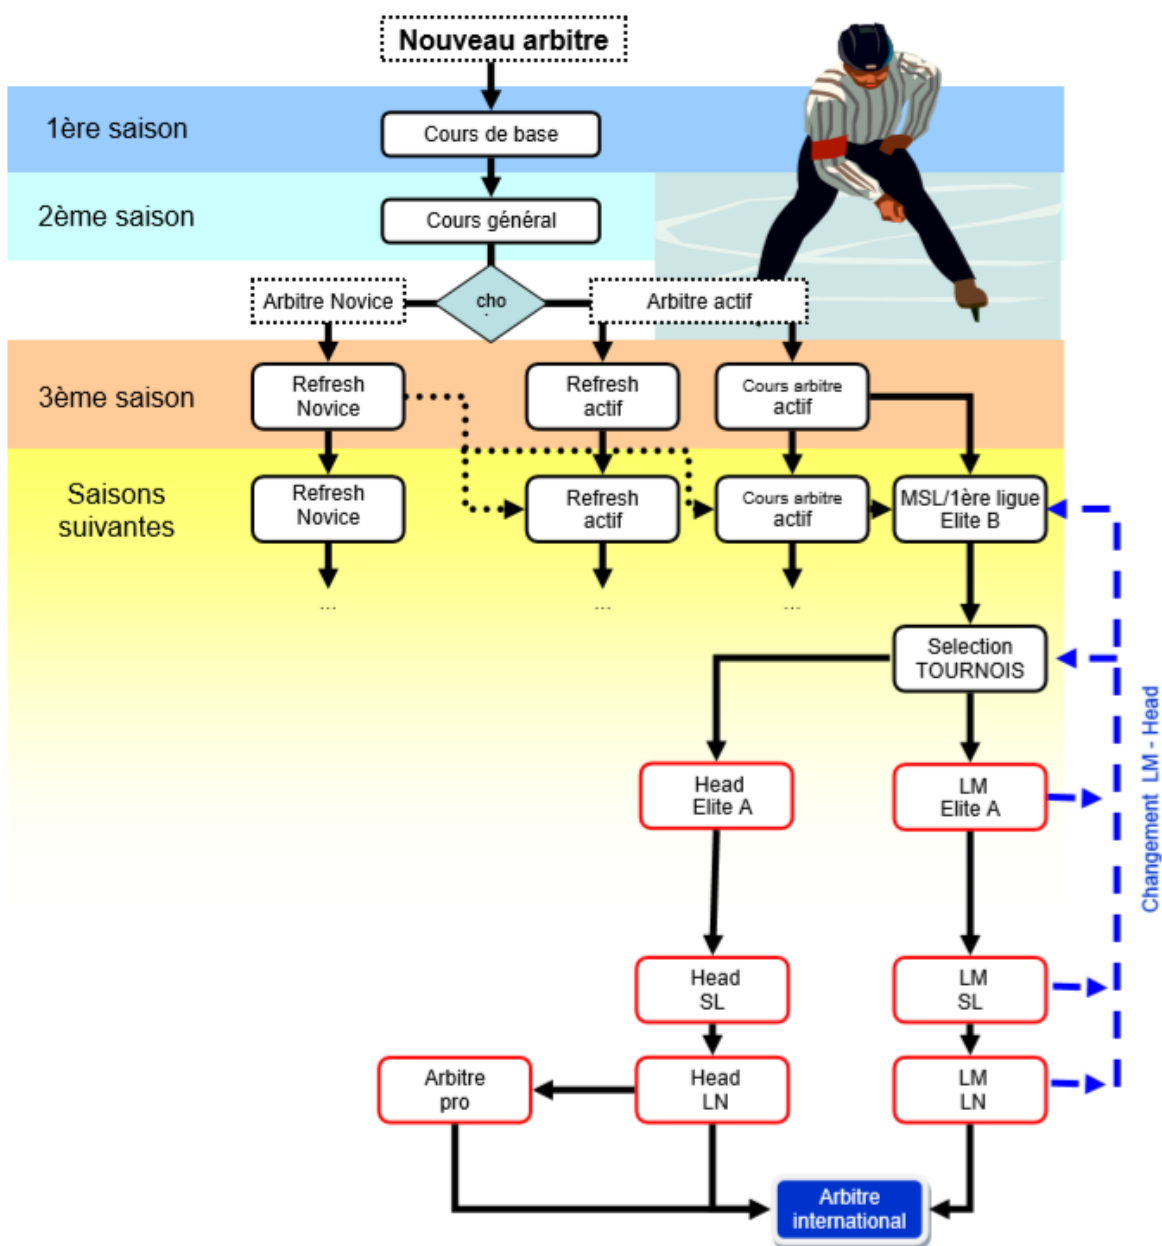 Nouveau arbitre
1ère saison
Cours de base
2ème saison
Cours général
Arbitre Novice
cho
Arbitre actif
3ème saison
Refresh
Novice
Refresh
actif
Cours arbitre
actif
Saisons
suivantes
Refresh
Novice
Refresh
actif
Cours arbitre
actif
MSL/1ère ligue
Elite B
...
...
...
Selection
TOURNOIS
Head
Elite A
LM
Elite A
Changement LM - Head
Head
SL
LM
SL
Arbitre
pro
Head
LN
LM
LN
Arbitre
international